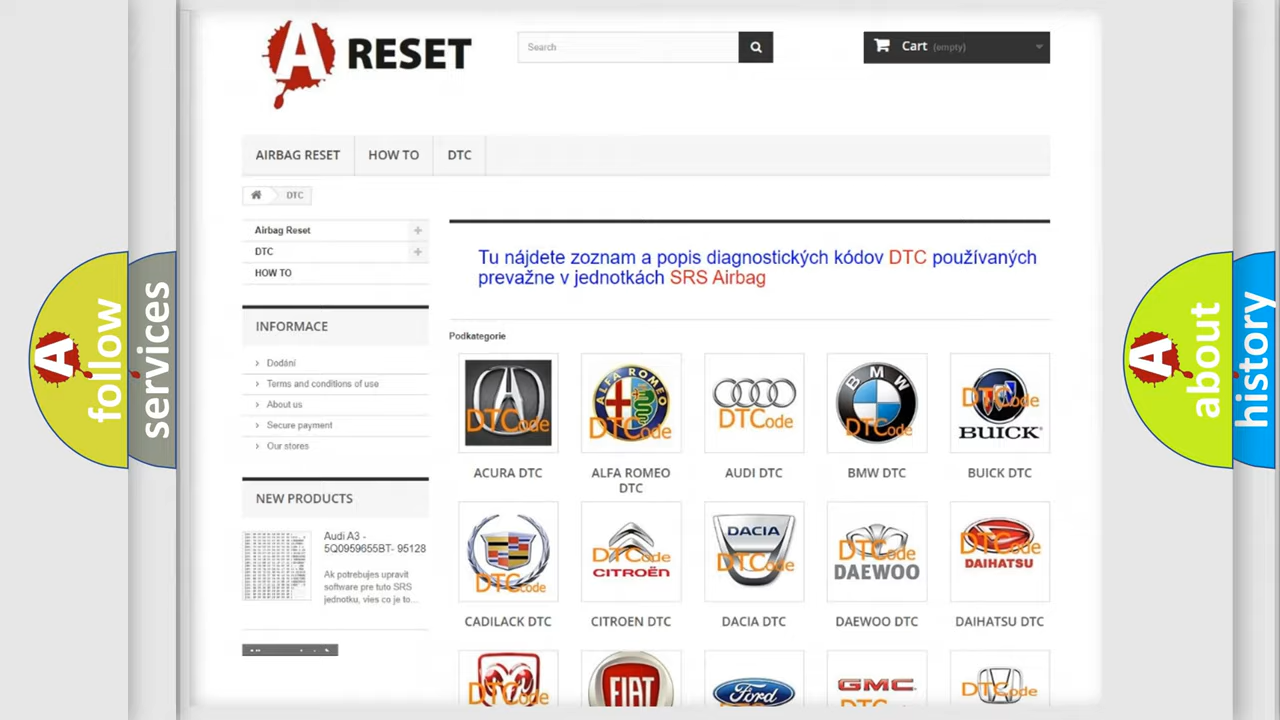 A RESET
Search
Cart (empty)
AIRBAG RESET
HOW TO
DTC
DTC
Airbag Reset
DTC
HOW TO
Tu nájdete zoznam a popis diagnostických kódov DTC používaných
prevažne v jednotkách SRS Airbag
INFORMACE
Dodání
Terms and conditions of use
About us
Secure payment
Our stores
NEW PRODUCTS
Audi A3 -
5Q0959655BT- 95128
Ak potrebujes upravit
software pre tuto SRS
jednotku, vies co je to...
Podkategorie
DTCode
ALFA ROMEO
DTCode
DTCode
BMW
DTCode
DTCode
BUICK
ACURA DTC
ALFA ROMEO
DTC
AUDI DTC
BMW DTC
BUICK DTC
DTCode
DTCode
CITROËN
DACIA
DTCode
DTCode
DAEWOO
DTCode
DAIHATSU
CADILACK DTC
CITROEN DTC
DACIA DTC
DAEWOO DTC
DAIHATSU DTC
DTCode
FIAT
Ford
GMC
DTCode
A follow
services
A about
history